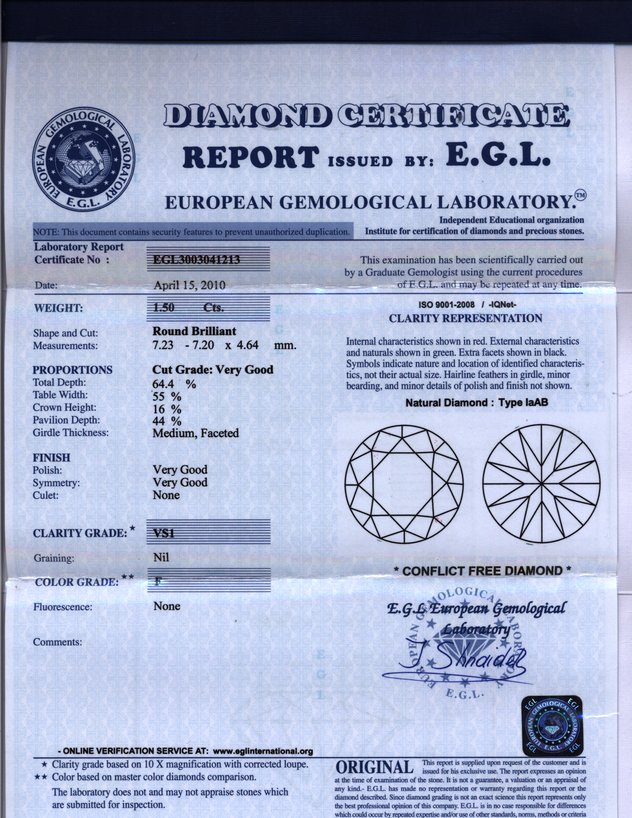 DIAMOND CERTIFICATE
REPORT ISSUED BY: E.G.L.
EUROPEAN GEMOLOGICAL LABORATORY.™
EUROPEAN GEMOLOGICAL LABORATORY
E.G.L.
Independent Educational organization
Institute for certification of diamonds and precious stones.
NOTE: This document contains security features to prevent unauthorized duplication.
Laboratory Report
Certificate No : EGL3003041213
Date: April 15, 2010
WEIGHT: 1.50 Cts.
Shape and Cut: Round Brilliant
Measurements: 7.23 - 7.20 x 4.64 mm.
PROPORTIONS Cut Grade: Very Good
Total Depth: 64.4 %
Table Width: 55 %
Crown Height: 16 %
Pavilion Depth: 44 %
Girdle Thickness: Medium, Faceted
FINISH
Polish: Very Good
Symmetry: Very Good
Culet: None
CLARITY GRADE: * VS1
Graining: Nil
COLOR GRADE: ** F
Fluorescence: None
Comments:
- ONLINE VERIFICATION SERVICE AT: www.eglinternational.org
★ Clarity grade based on 10 X magnification with corrected loupe.
★★ Color based on master color diamonds comparison.
The laboratory does not and may not appraise stones which
are submitted for inspection.
This examination has been scientifically carried out
by a Graduate Gemologist using the current procedures
of E.G.L. and may be repeated at any time.
ISO 9001-2008 / -IQNet-
CLARITY REPRESENTATION
Internal characteristics shown in red. External characteristics
and naturals shown in green. Extra facets shown in black.
Symbols indicate nature and location of identified characteris-
tics, not their actual size. Hairline feathers in girdle, minor
bearding, and minor details of polish and finish not shown.
Natural Diamond : Type IaAB
* CONFLICT FREE DIAMOND *
E.G.L European Gemological
Laboratory
EUROPEAN GEMOLOGICAL LABORATORY
E.G.L.
EGL
EGL
EGL
EGL
ORIGINAL This report is supplied upon request of the customer and is
issued for his exclusive use. The report expresses an opinion
at the time of examination of the stone. It is not a guarantee, a valuation or an appraisal of
any kind.- E.G.L. has made no representation or warranty regarding this report or the
diamond described. Since diamond grading is not an exact science this report represents only
the best professional opinion of this company. E.G.L. is in no case responsible for differences
which could occur by repeated expertise and/or use of other standards, norms, methods or criteria